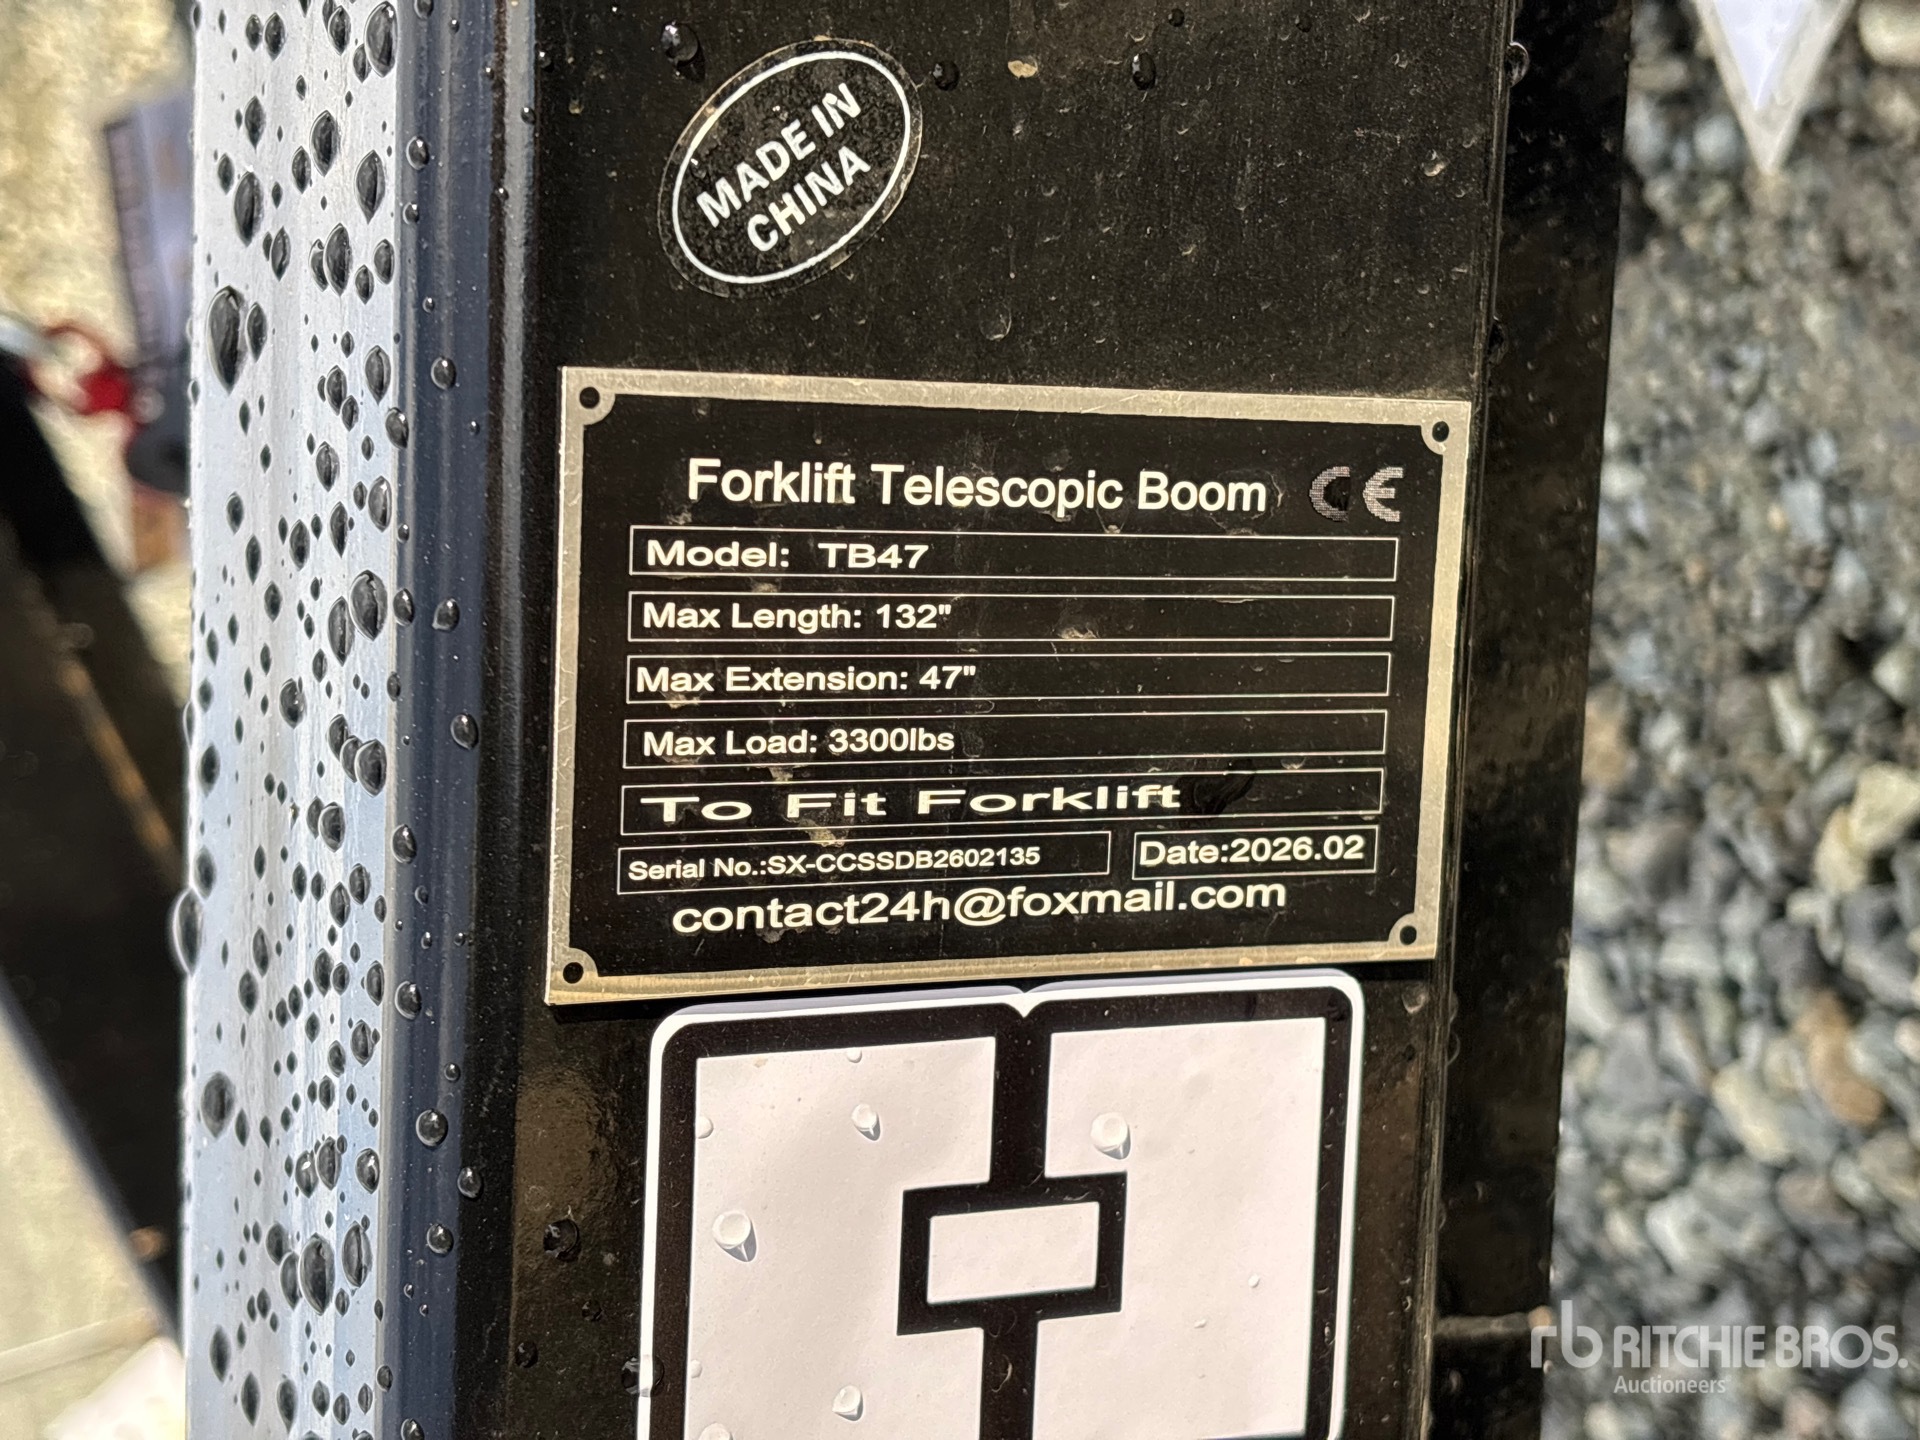 MADE IN
CHINA
Forklift Telescopic Boom CE
Model: TB47
Max Length: 132"
Max Extension: 47"
Max Load: 3300lbs
To Fit Forklift
Serial No.:SX-CCSSDB2602135 Date:2026.02
contact24h@foxmail.com
rb RITCHIE BROS.
Auctioneers